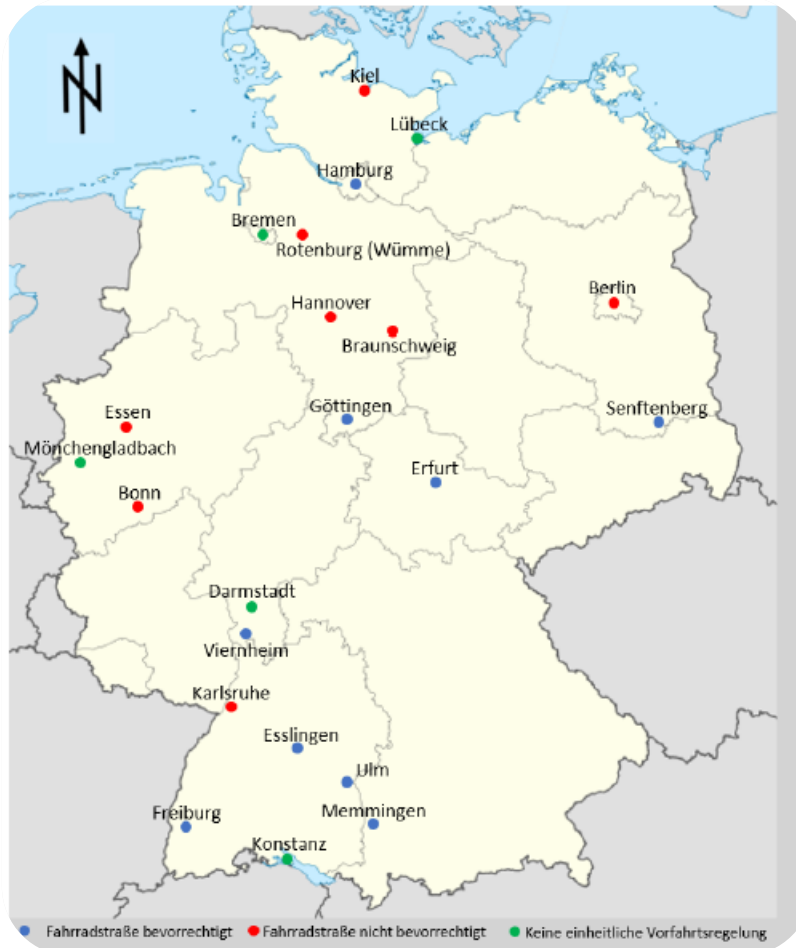 N
Kiel
Lübeck
Hamburg
Bremen
Rotenburg (Wümme)
Berlin
Hannover
Braunschweig
Göttingen
Senftenberg
Essen
Mönchengladbach
Erfurt
Bonn
Darmstadt
Viernheim
Karlsruhe
Esslingen
Ulm
Freiburg
Memmingen
Konstanz
Fahrradstraße bevorrechtigt Fahrradstraße nicht bevorrechtigt Keine einheitliche Vorfahrtsregelung